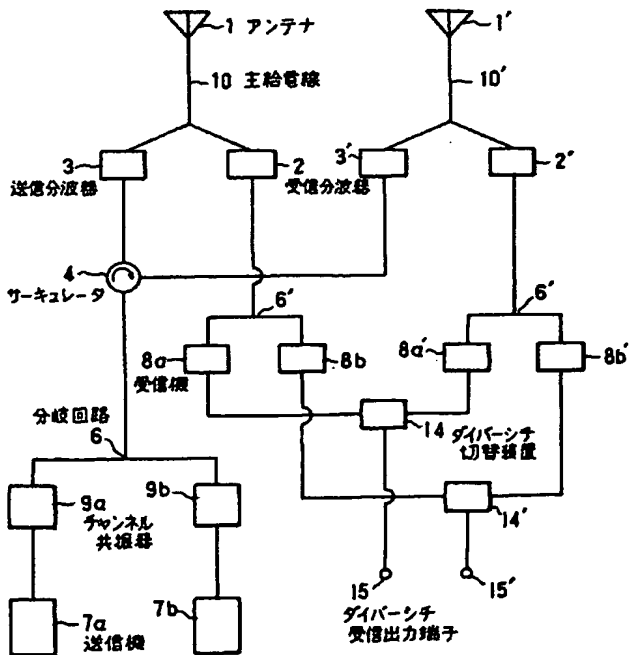 1 アンテナ
1′
10 主給電線
10′
3
送信分波器
2
3′
受信分波器
2′
4
サーキュレータ
6′
6′
8a
受信機
8b
8a′
8b′
14
ダイバーシチ
切替装置
分岐回路
6
9a
チャンネル
共振器
9b
14′
15
15′
ダイバーシチ
受信出力端子
7a
送信機
7b